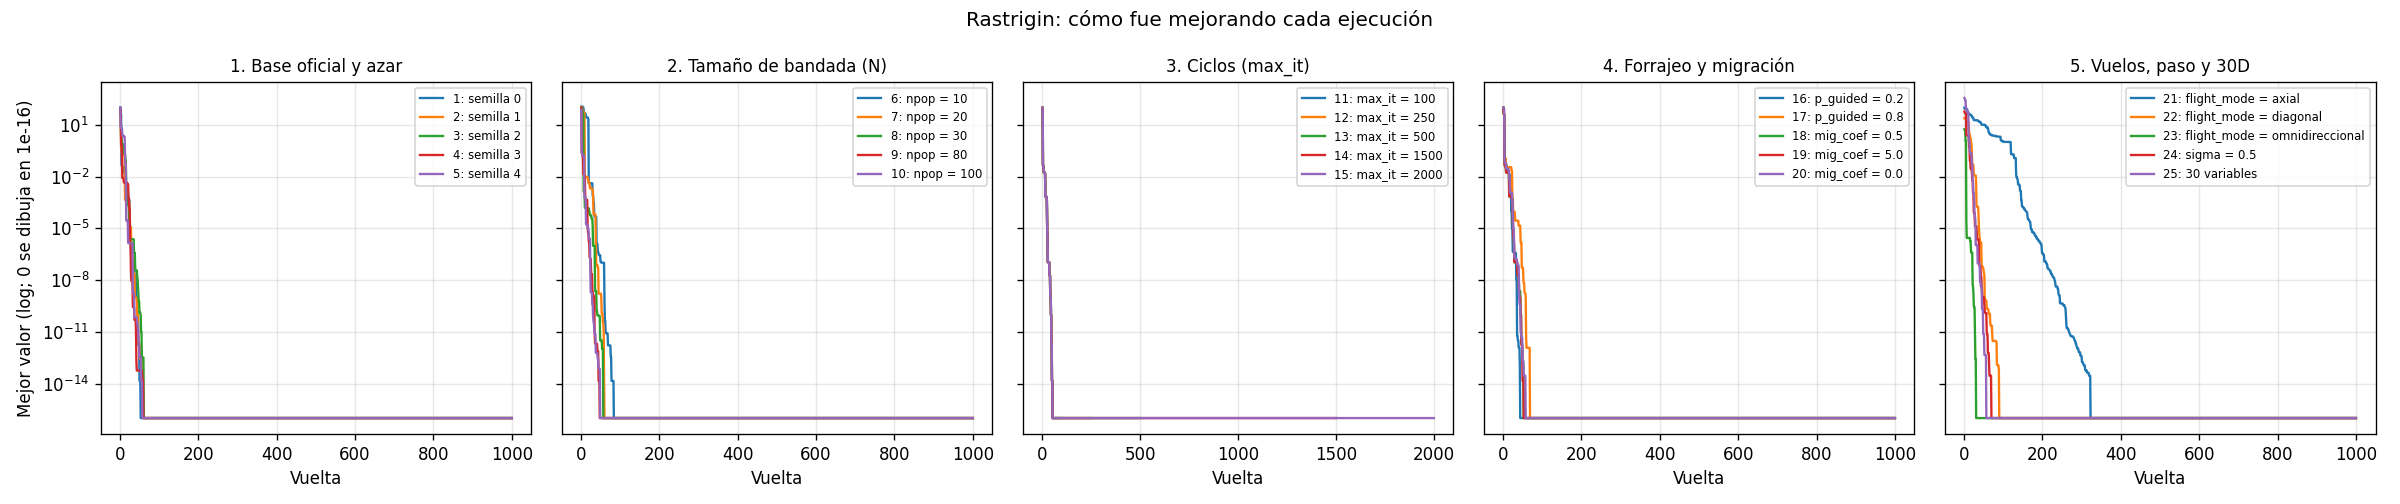 Rastrigin: cómo fue mejorando cada ejecución
Mejor valor (log; 0 se dibuja en 1e-16)
1. Base oficial y azar
10^1
10^-2
10^-5
10^-8
10^-11
10^-14
1: semilla 0
2: semilla 1
3: semilla 2
4: semilla 3
5: semilla 4
0 200 400 600 800 1000
Vuelta
2. Tamaño de bandada (N)
6: npop = 10
7: npop = 20
8: npop = 30
9: npop = 80
10: npop = 100
0 200 400 600 800 1000
Vuelta
3. Ciclos (max_it)
11: max_it = 100
12: max_it = 250
13: max_it = 500
14: max_it = 1500
15: max_it = 2000
0 500 1000 1500 2000
Vuelta
4. Forrajeo y migración
16: p_guided = 0.2
17: p_guided = 0.8
18: mig_coef = 0.5
19: mig_coef = 5.0
20: mig_coef = 0.0
0 200 400 600 800 1000
Vuelta
5. Vuelos, paso y 30D
21: flight_mode = axial
22: flight_mode = diagonal
23: flight_mode = omnidireccional
24: sigma = 0.5
25: 30 variables
0 200 400 600 800 1000
Vuelta